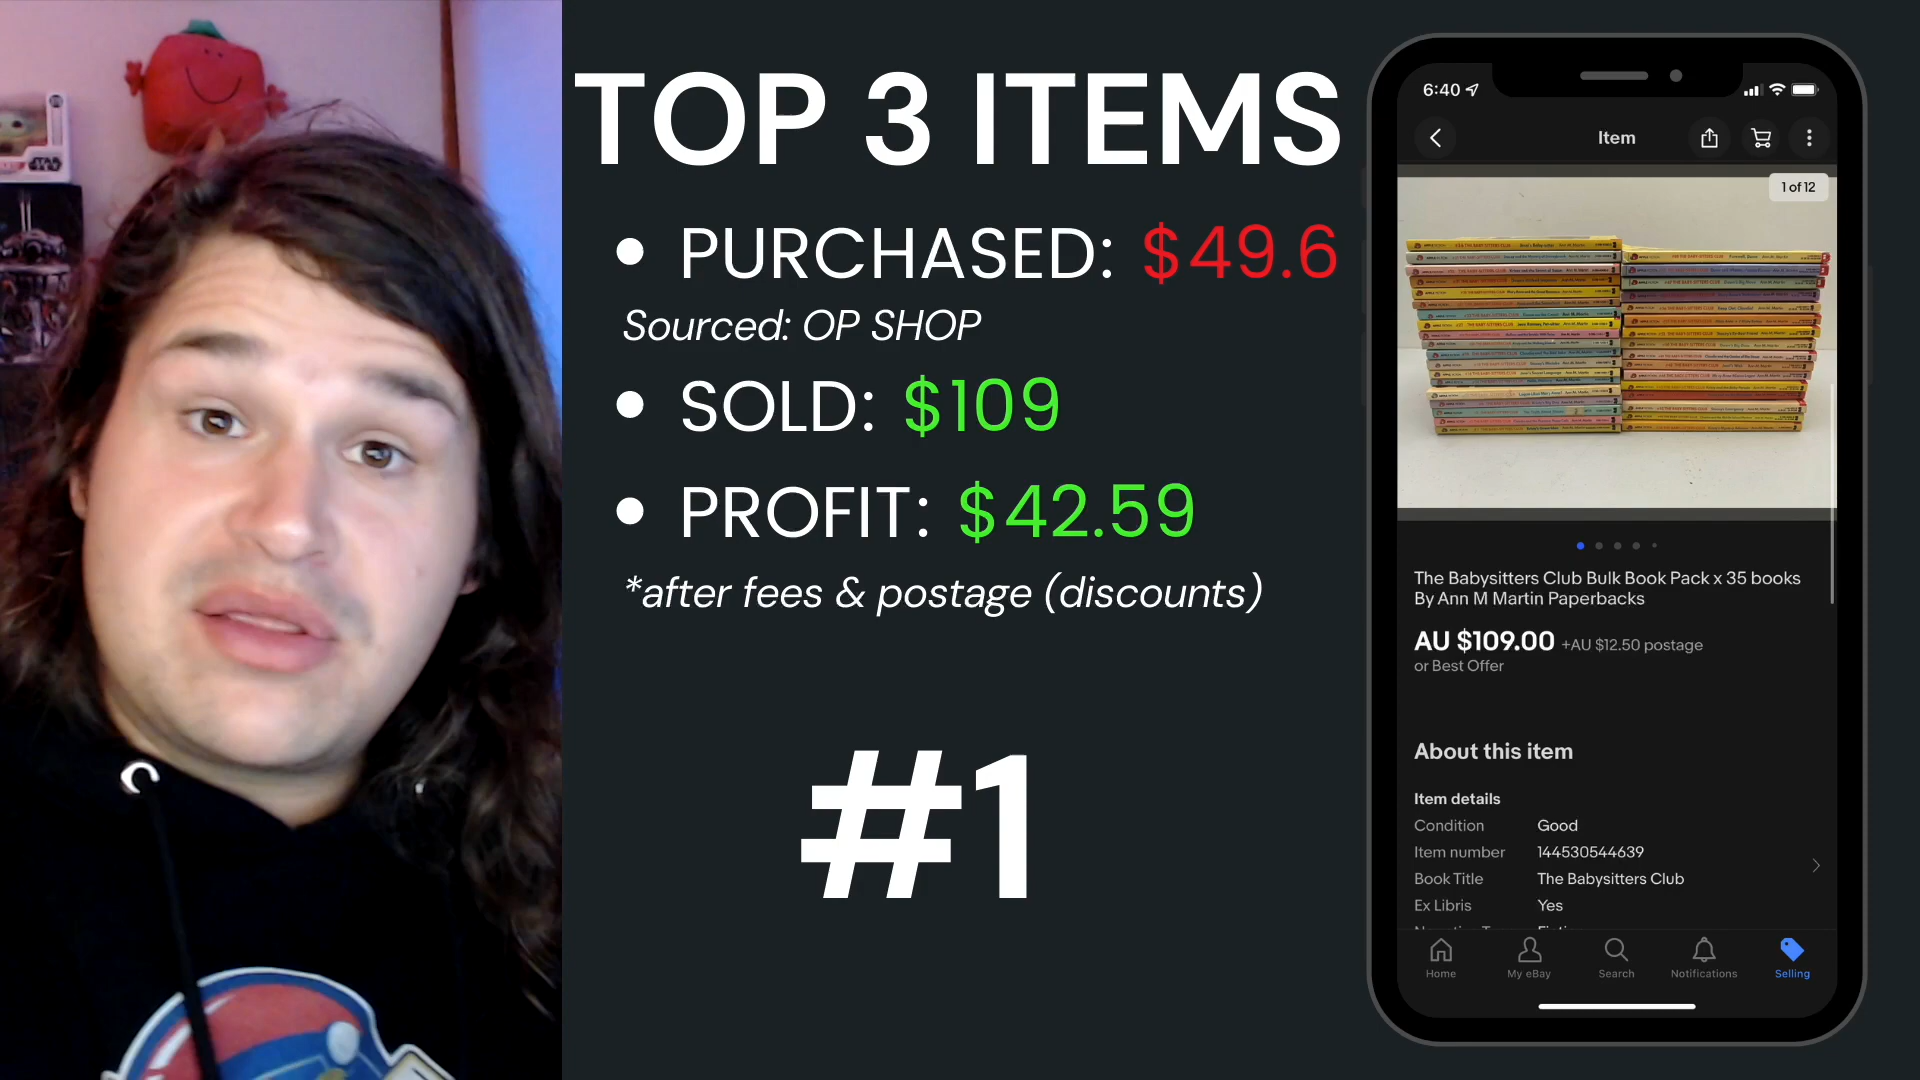 TOP 3 ITEMS
• PURCHASED: $49.6
Sourced: OP SHOP
• SOLD: $109
• PROFIT: $42.59
*after fees & postage (discounts)
#1
6:40
Item
1 of 12
The Babysitters Club Bulk Book Pack x 35 books
By Ann M Martin Paperbacks
AU $109.00 +AU $12.50 postage
or Best Offer
About this item
Item details
Condition Good
Item number 144530544639
Book Title The Babysitters Club
Ex Libris Yes
Home My eBay Search Notifications Selling